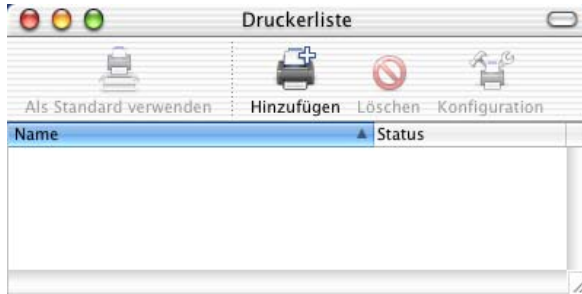 Druckerliste
Als Standard verwenden Hinzufügen Löschen Konfiguration
Name Status